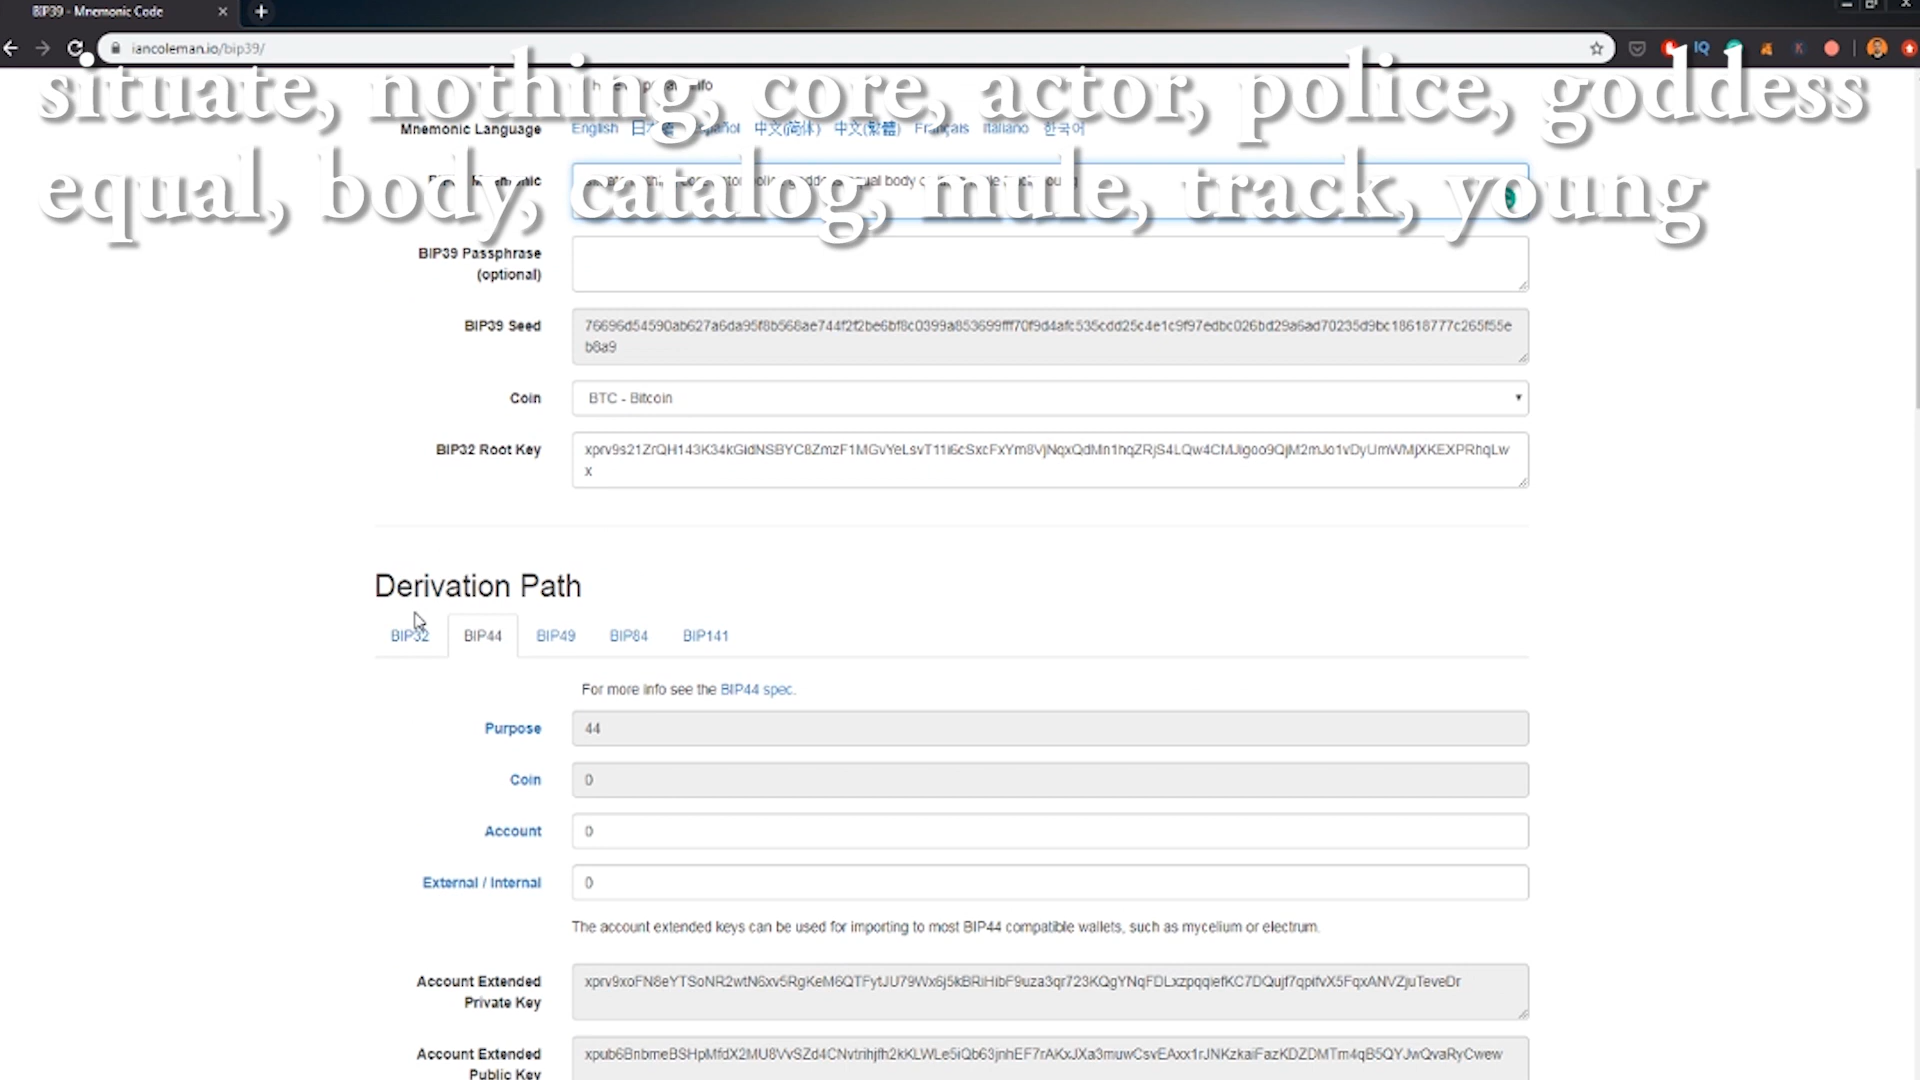 BIP39 - Mnemonic Code
iancoleman.io/bip39/
situate, nothing, core, actor, police, goddess
equal, body, catalog, mule, track, young
Mnemonic Language English Español 中文(简体) 中文(繁體) Français Italiano 한국어
Mnemonic
BIP39 Passphrase
(optional)
BIP39 Seed
b8a9
Coin BTC - Bitcoin
BIP32 Root Key
x
Derivation Path
BIP32 BIP44 BIP49 BIP84 BIP141
For more info see the BIP44 spec.
Purpose 44
Coin 0
Account 0
External / Internal 0
The account extended keys can be used for importing to most BIP44 compatible wallets, such as mycelium or electrum.
Account Extended
Private Key
Account Extended
Public Key